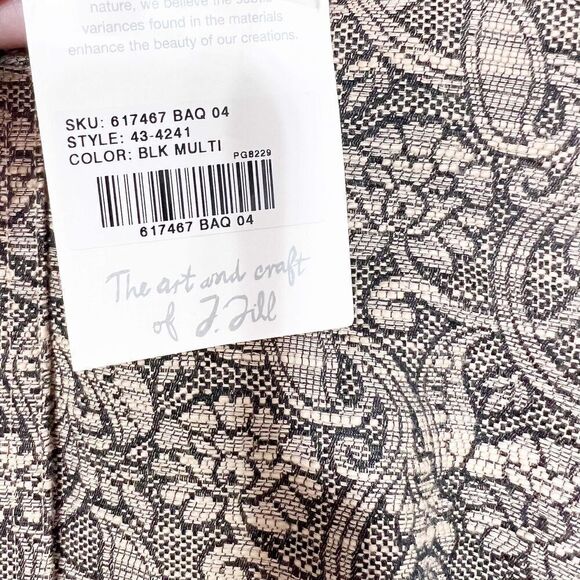 nature, we believe the subtle
variances found in the materials
enhance the beauty of our creations.
SKU: 617467 BAQ 04
STYLE: 43-4241
COLOR: BLK MULTI
PG8229
617467 BAQ 04
The art and craft
of J. Jill